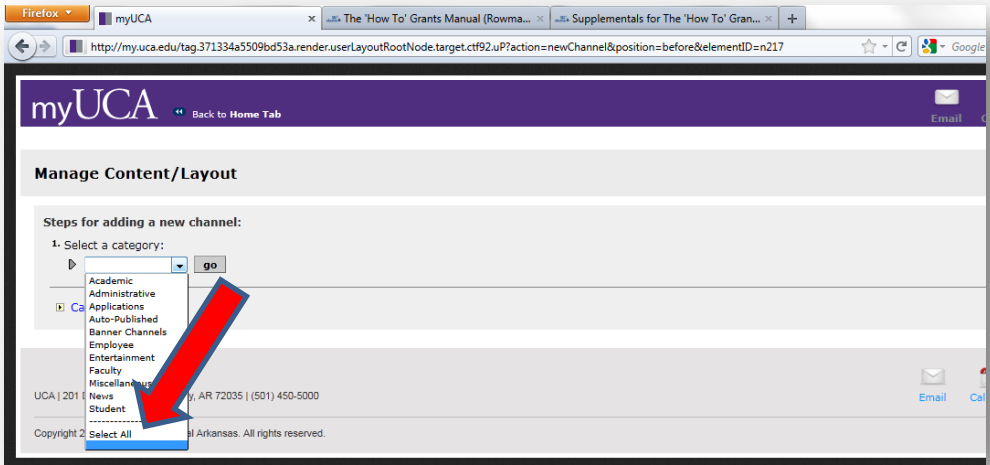 Firefox
myUCA × The 'How To' Grants Manual (Rowma... × Supplementals for The 'How To' Gran... × +
http://my.uca.edu/tag.371334a5509bd53a.render.userLayoutRootNode.target.ctf92.uP?action=newChannel&position=before&elementID=n217
Google
myUCA Back to Home Tab
Email
Manage Content/Layout
Steps for adding a new channel:
1. Select a category:
go
Academic
Administrative
Applications
Auto-Published
Banner Channels
Employee
Entertainment
Faculty
Miscellaneous
News
Student
--------------
Select All
UCA | 201 AR 72035 | (501) 450-5000
Email
Copyright Arkansas. All rights reserved.